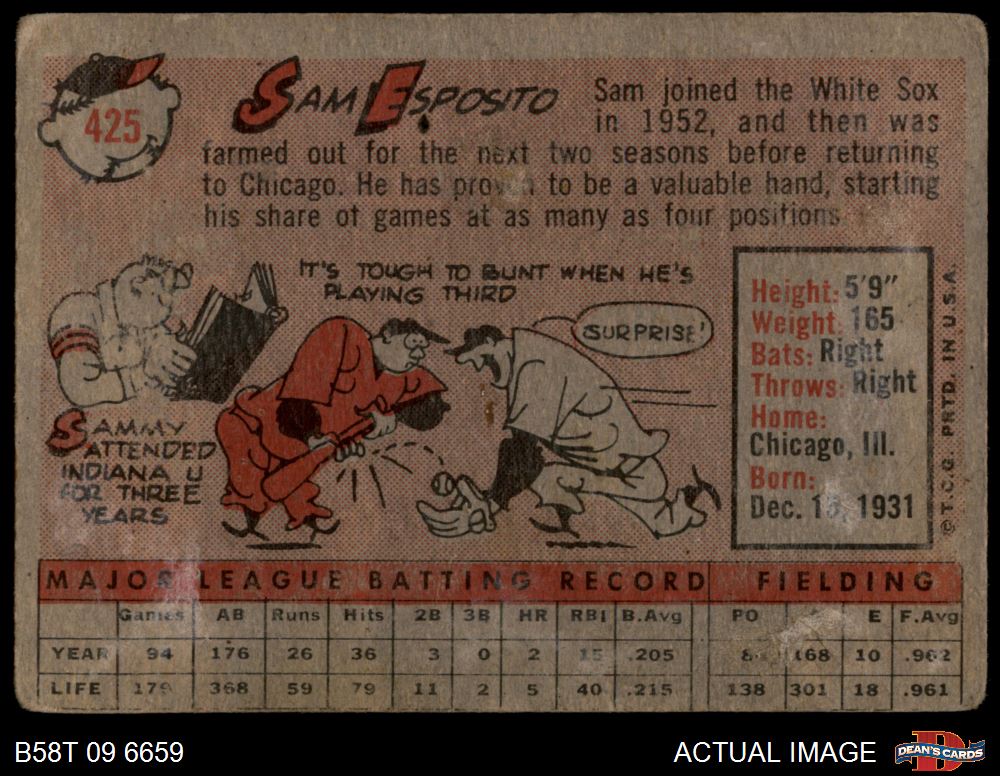 425
SAM ESPOSITO
Sam joined the White Sox
in 1952, and then was
farmed out for the next two seasons before returning
to Chicago. He has proven to be a valuable hand, starting
his share of games at as many as four positions
IT'S TOUGH TO BUNT WHEN HE'S
PLAYING THIRD
SURPRISE!
SAMMY
ATTENDED
INDIANA U
FOR THREE
YEARS
Height: 5'9"
Weight: 165
Bats: Right
Throws: Right
Home:
Chicago, Ill.
Born:
Dec. 1931
© T.C.G. PRTD. IN U.S.A.
MAJOR LEAGUE BATTING RECORD FIELDING
Games AB Runs Hits 2B 3B HR RBI B.Avg PO E F.Avg
YEAR 94 176 26 36 3 0 2 15 .205 168 10 .962
LIFE 179 368 59 79 11 2 5 40 .215 138 301 18 .961
B58T 09 6659
ACTUAL IMAGE
DEAN'S CARDS